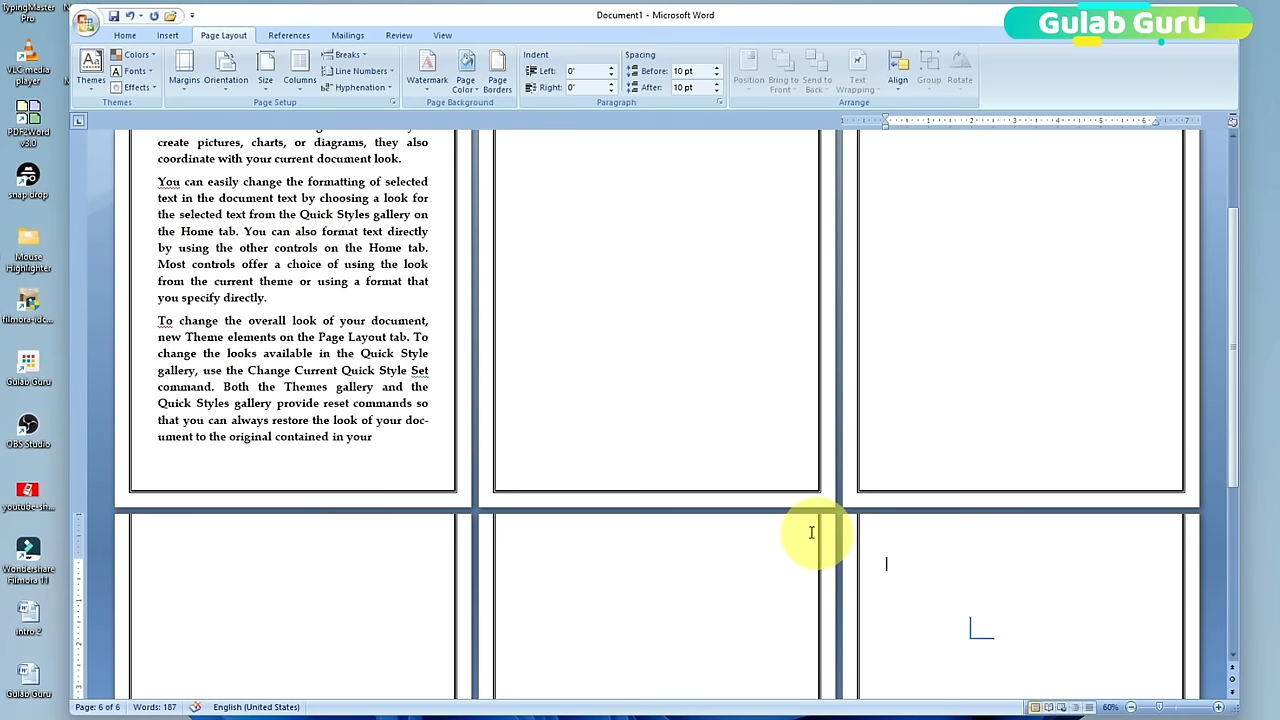 TypingMaster
Pro
VLC media
player
PDF2Word
v3.0
snap drop
Mouse
Highlighter
filmora-idc...
Gulab Guru
OBS Studio
youtube-sh...
Wondershare
Filmora 11
intro 2
Gulab Guru
Document1 - Microsoft Word
Gulab Guru
Home Insert Page Layout References Mailings Review View
Themes
Colors
Fonts
Effects
Themes
Margins Orientation Size Columns
Breaks
Line Numbers
Hyphenation
Page Setup
Watermark Page Color Page Borders
Page Background
Indent
Left: 0"
Right: 0"
Spacing
Before: 10 pt
After: 10 pt
Paragraph
Position Bring to Front Send to Back Text Wrapping Align Group Rotate
Arrange
create pictures, charts, or diagrams, they also
coordinate with your current document look.
You can easily change the formatting of selected
text in the document text by choosing a look for
the selected text from the Quick Styles gallery on
the Home tab. You can also format text directly
by using the other controls on the Home tab.
Most controls offer a choice of using the look
from the current theme or using a format that
you specify directly.
To change the overall look of your document,
new Theme elements on the Page Layout tab. To
change the looks available in the Quick Style
gallery, use the Change Current Quick Style Set
command. Both the Themes gallery and the
Quick Styles gallery provide reset commands so
that you can always restore the look of your doc-
ument to the original contained in your
Page: 6 of 6 Words: 187 English (United States) 60%